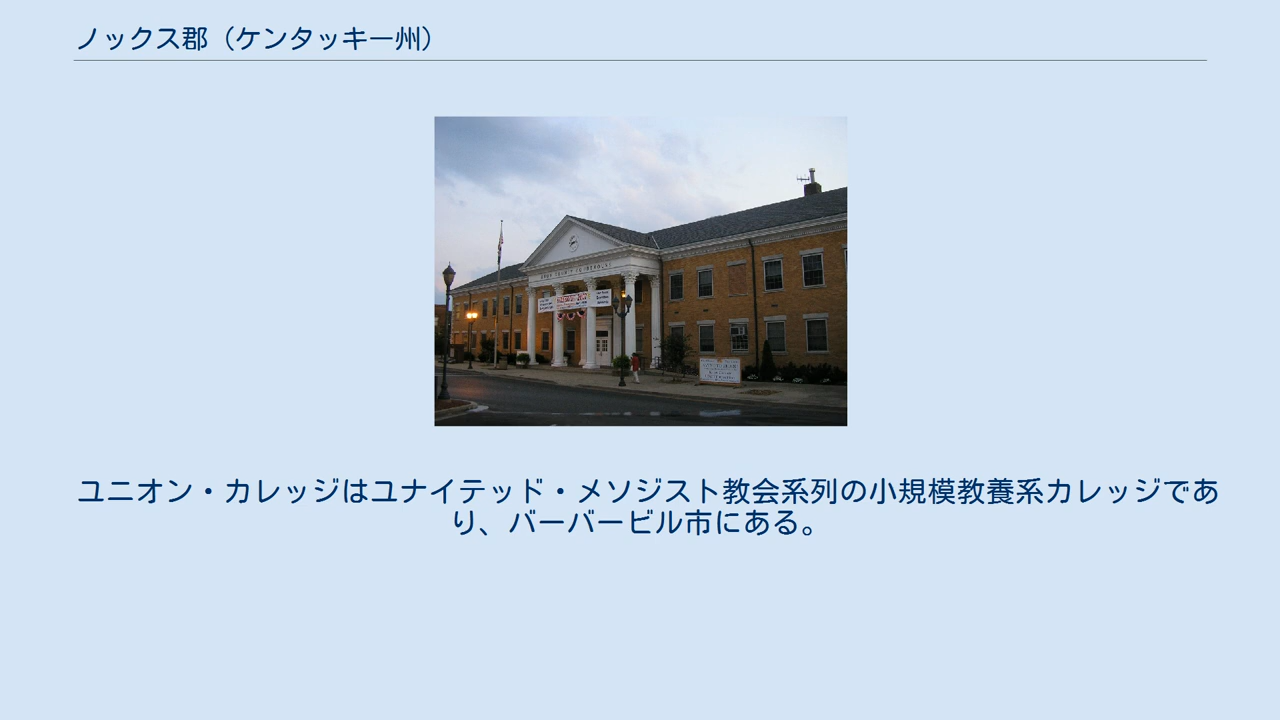 ノックス郡（ケンタッキー州）
KNOX COUNTY COURTHOUSE
ユニオン・カレッジはユナイテッド・メソジスト教会系列の小規模教養系カレッジであ
り、バーバービル市にある。